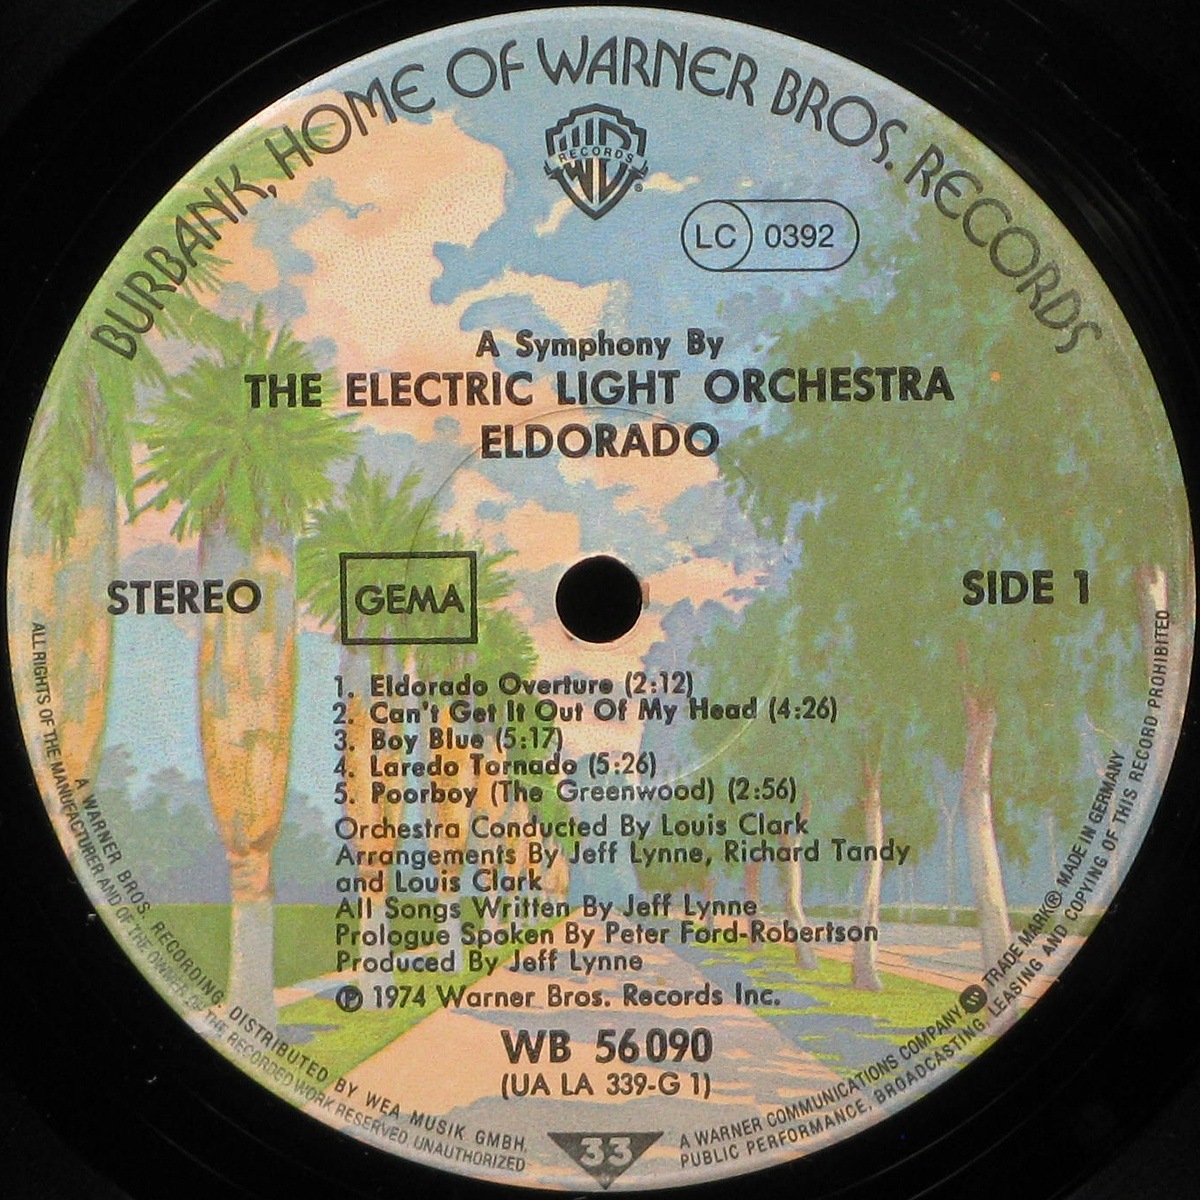 BURBANK, HOME OF WARNER BROS. RECORDS
WB
RECORDS
®
LC 0392
A Symphony By
THE ELECTRIC LIGHT ORCHESTRA
ELDORADO
STEREO
GEMA
SIDE 1
1. Eldorado Overture (2:12)
2. Can't Get It Out Of My Head (4:26)
3. Boy Blue (5:17)
4. Laredo Tornado (5:26)
5. Poorboy (The Greenwood) (2:56)
Orchestra Conducted By Louis Clark
Arrangements By Jeff Lynne, Richard Tandy
and Louis Clark
All Songs Written By Jeff Lynne
Prologue Spoken By Peter Ford-Robertson
Produced By Jeff Lynne
℗ 1974 Warner Bros. Records Inc.
WB 56 090
(UA LA 339-G 1)
33
A WARNER BROS. RECORDING. DISTRIBUTED BY WEA MUSIK GMBH, A WARNER COMMUNICATIONS COMPANY TRADE MARK® MADE IN GERMANY
ALL RIGHTS OF THE MANUFACTURER AND OF THE OWNER OF THE RECORDED WORK RESERVED. UNAUTHORIZED PUBLIC PERFORMANCE, BROADCASTING, LEASING AND COPYING OF THIS RECORD PROHIBITED